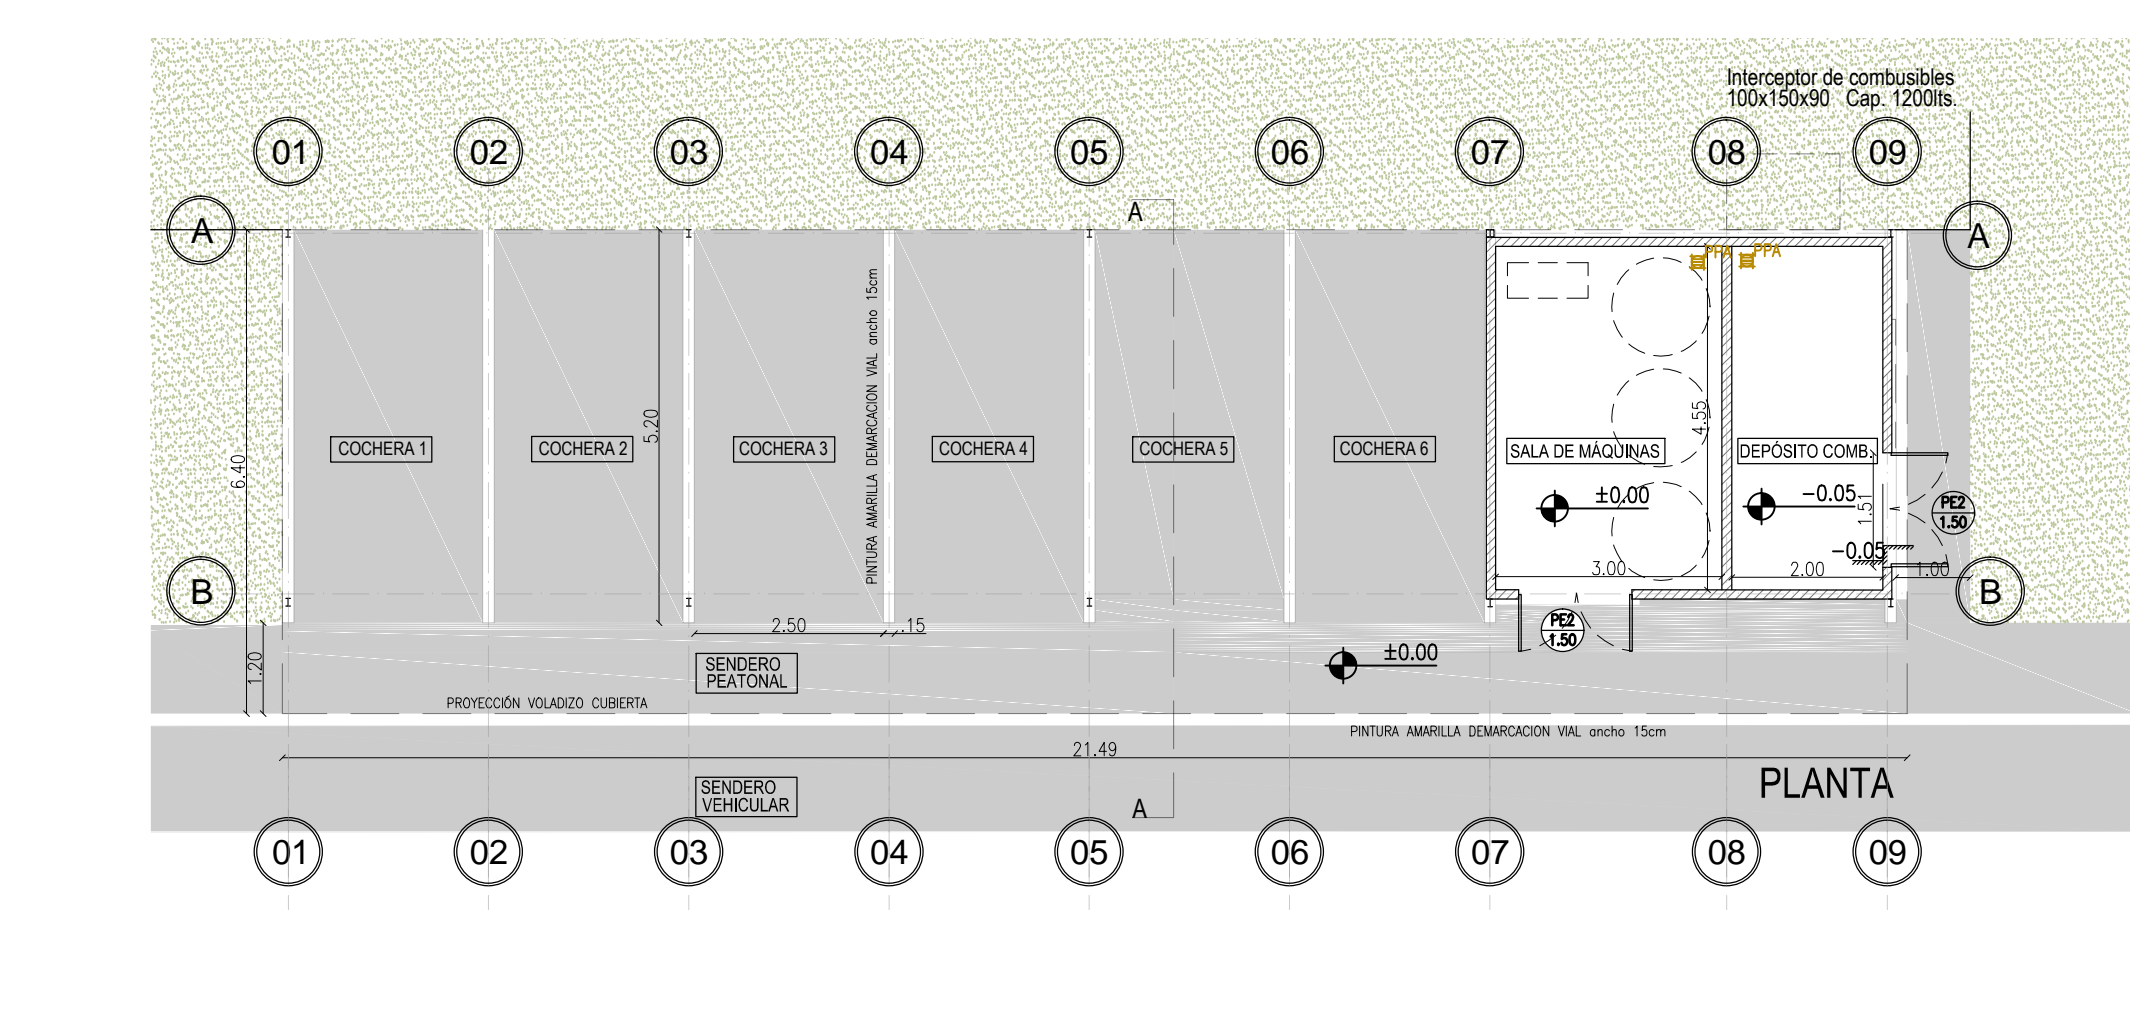 Interceptor de combusibles
100x150x90 Cap. 1200lts.
01 02 03 04 05 06 07 08 09
A
A
A
PPA
PPA
PINTURA AMARILLA DEMARCACION VIAL ancho 15cm
5.20
6.40
4.55
COCHERA 1
COCHERA 2
COCHERA 3
COCHERA 4
COCHERA 5
COCHERA 6
SALA DE MÁQUINAS
DEPÓSITO COMB.
±0.00
-0.05
1.51
PE2
1.50
-0.05
3.00
2.00
1.00
B
B
2.50
.15
PE2
1.50
1.20
SENDERO
PEATONAL
±0.00
PROYECCIÓN VOLADIZO CUBIERTA
PINTURA AMARILLA DEMARCACION VIAL ancho 15cm
21.49
SENDERO
VEHICULAR
A
PLANTA
01 02 03 04 05 06 07 08 09